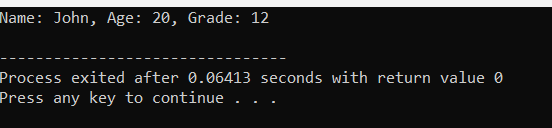 Name: John, Age: 20, Grade: 12
--------------------------------
Process exited after 0.06413 seconds with return value 0
Press any key to continue . . .